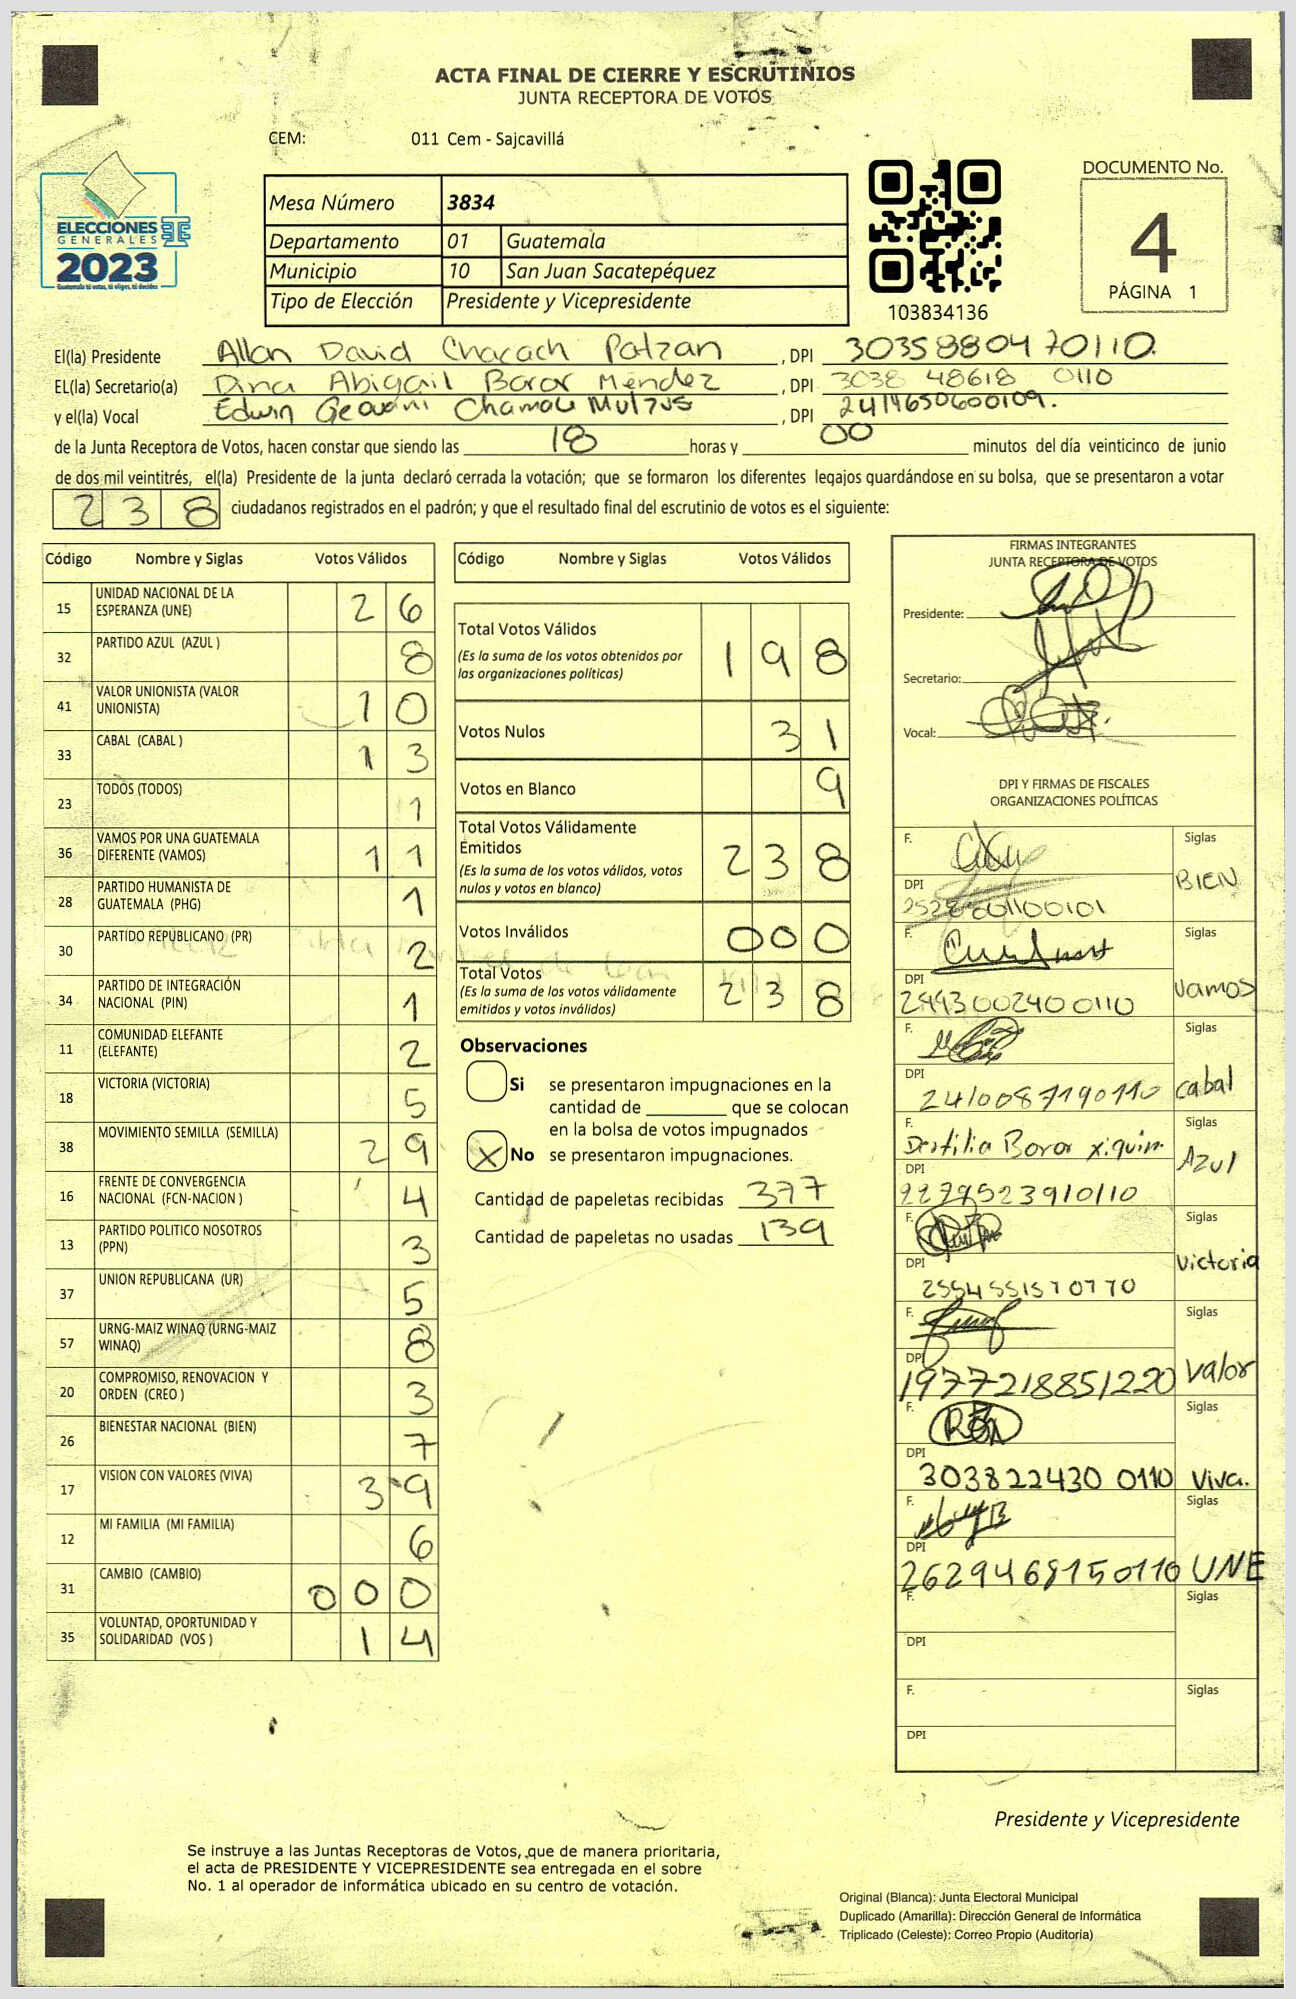 ACTA FINAL DE CIERRE Y ESCRUTINIOS
JUNTA RECEPTORA DE VOTOS
CEM: 011 Cem - Sajcavillá
ELECCIONES
GENERALES
2023
Guatemala tú votas, tú eliges, tú decides
Mesa Número 3834
Departamento 01 Guatemala
Municipio 10 San Juan Sacatepéquez
Tipo de Elección Presidente y Vicepresidente
103834136
DOCUMENTO No.
4
PÁGINA 1
El(la) Presidente Allan David Chacach Patzan , DPI 3035880470110.
EL(la) Secretario(a) Dina Abigail Boror Méndez , DPI 3038 48618 0110
y el(la) Vocal Edwin Geovani , DPI 2414650600109.
de la Junta Receptora de Votos, hacen constar que siendo las 18 horas y 00 minutos del día veinticinco de junio
de dos mil veintitrés, el(la) Presidente de la junta declaró cerrada la votación; que se formaron los diferentes legajos guardándose en su bolsa, que se presentaron a votar
238 ciudadanos registrados en el padrón; y que el resultado final del escrutinio de votos es el siguiente:
Código Nombre y Siglas Votos Válidos
15 UNIDAD NACIONAL DE LA ESPERANZA (UNE) 26
32 PARTIDO AZUL (AZUL ) 8
41 VALOR UNIONISTA (VALOR UNIONISTA) 10
33 CABAL (CABAL ) 13
23 TODOS (TODOS) 1
36 VAMOS POR UNA GUATEMALA DIFERENTE (VAMOS) 11
28 PARTIDO HUMANISTA DE GUATEMALA (PHG) 1
30 PARTIDO REPUBLICANO (PR) 2
34 PARTIDO DE INTEGRACIÓN NACIONAL (PIN) 1
11 COMUNIDAD ELEFANTE (ELEFANTE) 2
18 VICTORIA (VICTORIA) 5
38 MOVIMIENTO SEMILLA (SEMILLA) 29
16 FRENTE DE CONVERGENCIA NACIONAL (FCN-NACION ) 4
13 PARTIDO POLITICO NOSOTROS (PPN) 3
37 UNION REPUBLICANA (UR) 5
57 URNG-MAIZ WINAQ (URNG-MAIZ WINAQ) 8
20 COMPROMISO, RENOVACION Y ORDEN (CREO ) 3
26 BIENESTAR NACIONAL (BIEN) 7
17 VISION CON VALORES (VIVA) 39
12 MI FAMILIA (MI FAMILIA) 6
31 CAMBIO (CAMBIO) 000
35 VOLUNTAD, OPORTUNIDAD Y SOLIDARIDAD (VOS ) 14
Código Nombre y Siglas Votos Válidos
Total Votos Válidos 198
(Es la suma de los votos obtenidos por
las organizaciones políticas)
Votos Nulos 31
Votos en Blanco 9
Total Votos Válidamente
Emitidos 238
(Es la suma de los votos válidos, votos
nulos y votos en blanco)
Votos Inválidos 000
Total Votos 238
(Es la suma de los votos válidamente
emitidos y votos inválidos)
Observaciones
Si se presentaron impugnaciones en la
cantidad de ________ que se colocan
en la bolsa de votos impugnados
X No se presentaron impugnaciones.
Cantidad de papeletas recibidas 377
Cantidad de papeletas no usadas 139
FIRMAS INTEGRANTES
JUNTA RECEPTORA DE VOTOS
Presidente:
Secretario:
Vocal:
DPI Y FIRMAS DE FISCALES
ORGANIZACIONES POLÍTICAS
F. Siglas
DPI BIEN
F. Siglas
DPI Vamos
2993002400110
F. Siglas
DPI Cabal
2410087190110
F. Boror Siglas
DPI Azul
2279523910110
F. Siglas
DPI Victoria
F. Siglas
DPI Valor
1977218851220
F. Siglas
DPI
303822430 0110 Viva.
F. Siglas
DPI
2629468150110 UNE
F. Siglas
DPI
F. Siglas
DPI
Presidente y Vicepresidente
Se instruye a las Juntas Receptoras de Votos, que de manera prioritaria,
el acta de PRESIDENTE Y VICEPRESIDENTE sea entregada en el sobre
No. 1 al operador de informática ubicado en su centro de votación.
Original (Blanca): Junta Electoral Municipal
Duplicado (Amarilla): Dirección General de Informática
Triplicado (Celeste): Correo Propio (Auditoría)